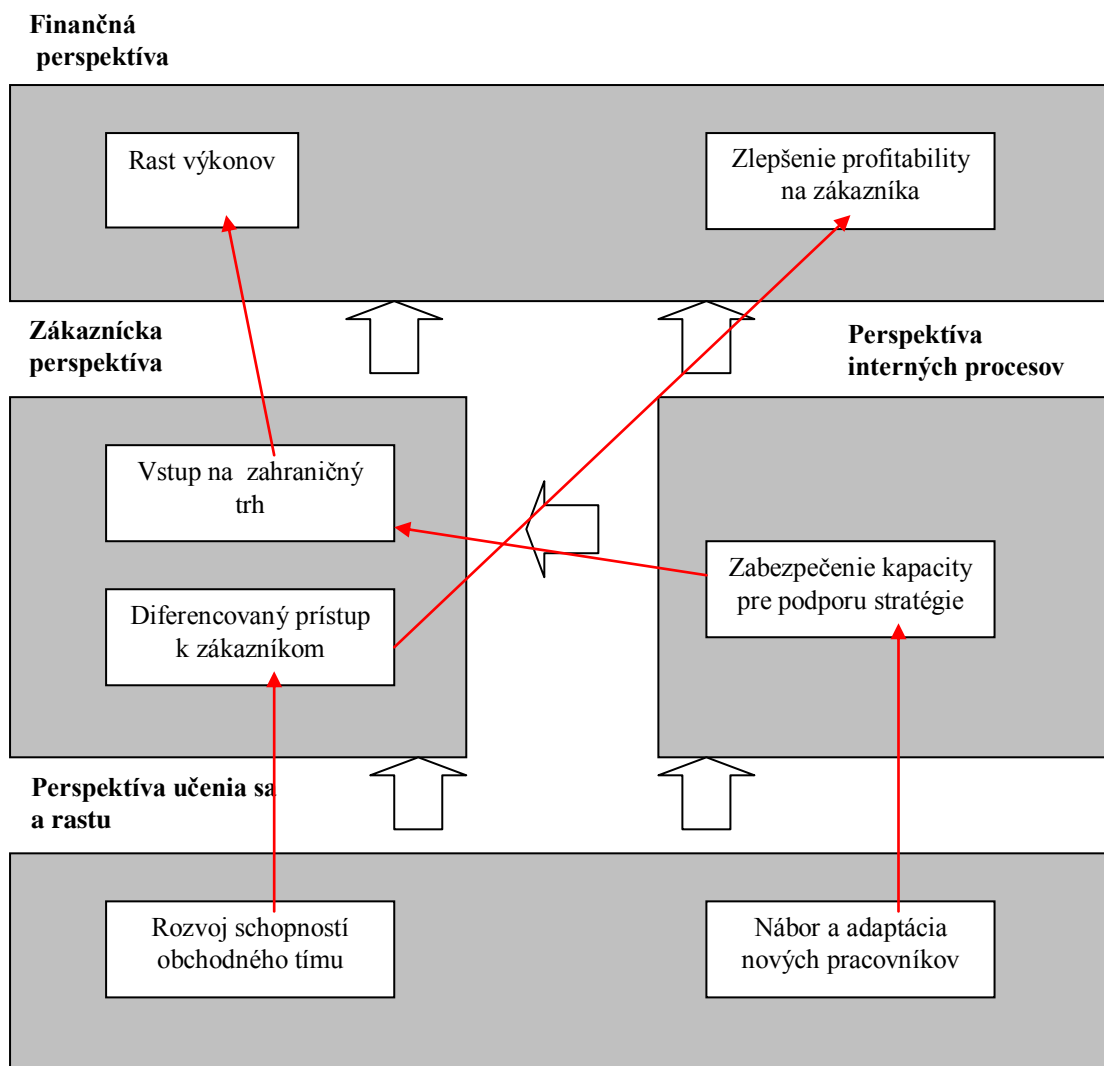 Finančná
perspektíva
Rast výkonov
Zlepšenie profitability
na zákazníka
Zákaznícka
perspektíva
Perspektíva
interných procesov
Vstup na  zahraničný
trh
Diferencovaný prístup
k zákazníkom
Zabezpečenie kapacity
pre podporu stratégie
Perspektíva učenia sa
a rastu
Rozvoj schopností
obchodného tímu
Nábor a adaptácia
nových pracovníkov